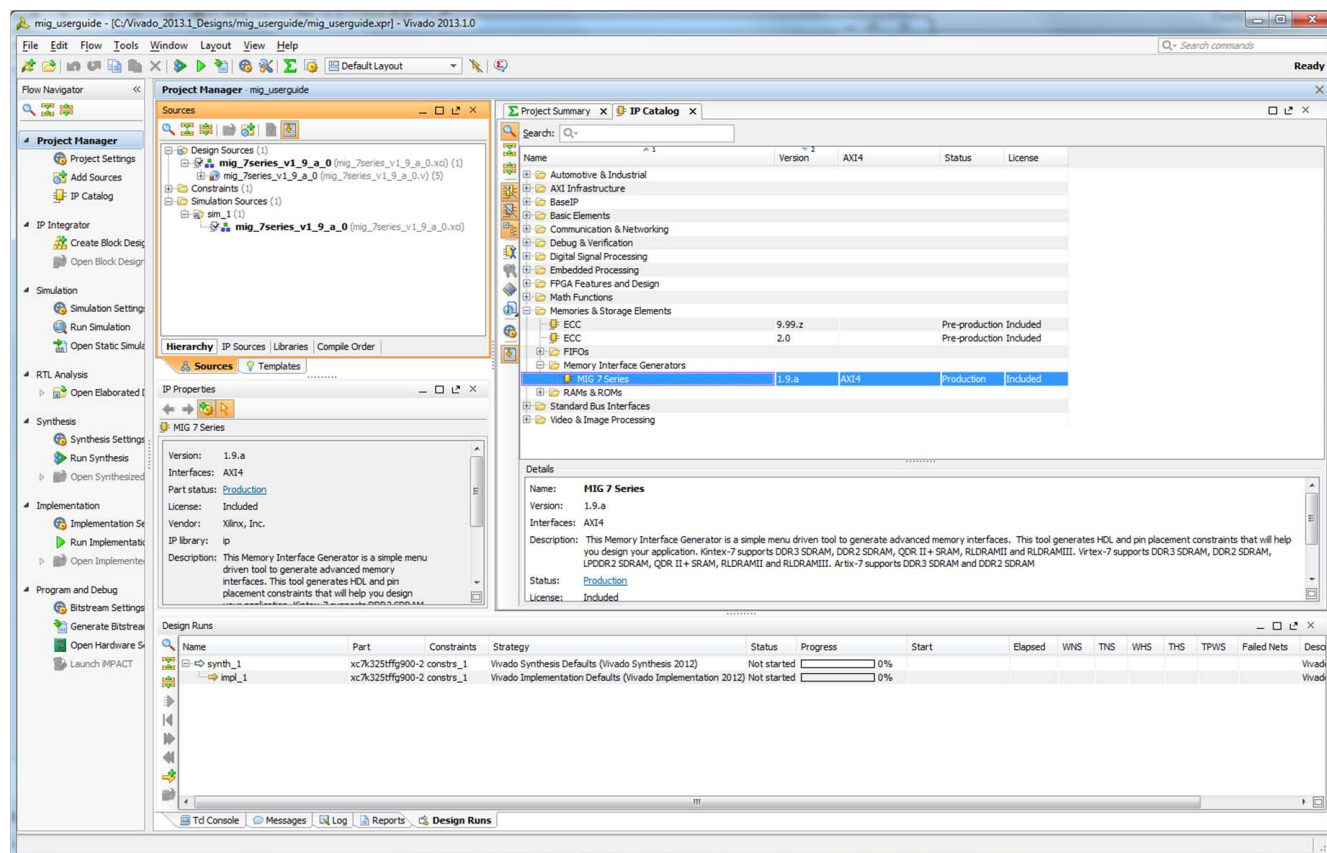 mig_userguide - [C:/Vivado_2013.1_Designs/mig_userguide/mig_userguide.xpr] - Vivado 2013.1.0
File Edit Flow Tools Window Layout View Help
Search commands
Default Layout
Ready
Flow Navigator
Project Manager
Project Settings
Add Sources
IP Catalog
IP Integrator
Create Block Desig
Open Block Design
Simulation
Simulation Settings
Run Simulation
Open Static Simula
RTL Analysis
Open Elaborated D
Synthesis
Synthesis Settings
Run Synthesis
Open Synthesized
Implementation
Implementation Se
Run Implementatio
Open Implemente
Program and Debug
Bitstream Settings
Generate Bitstrea
Open Hardware S
Launch iMPACT
Project Manager - mig_userguide
Sources
Design Sources (1)
mig_7series_v1_9_a_0 (mig_7series_v1_9_a_0.xci) (1)
mig_7series_v1_9_a_0 (mig_7series_v1_9_a_0.v) (5)
Constraints (1)
Simulation Sources (1)
sim_1 (1)
mig_7series_v1_9_a_0 (mig_7series_v1_9_a_0.xci)
Hierarchy IP Sources Libraries Compile Order
Sources Templates
IP Properties
MIG 7 Series
Version: 1.9.a
Interfaces: AXI4
Part status: Production
License: Included
Vendor: Xilinx, Inc.
IP library: ip
Description: This Memory Interface Generator is a simple menu
driven tool to generate advanced memory
interfaces. This tool generates HDL and pin
placement constraints that will help you design
your application. Kintex-7 supports DDR3 SDRAM
Project Summary IP Catalog
Search:
Name 1 Version 2 AXI4 Status License
Automotive & Industrial
AXI Infrastructure
BaseIP
Basic Elements
Communication & Networking
Debug & Verification
Digital Signal Processing
Embedded Processing
FPGA Features and Design
Math Functions
Memories & Storage Elements
ECC 9.99.z Pre-production Included
ECC 2.0 Pre-production Included
FIFOs
Memory Interface Generators
MIG 7 Series 1.9.a AXI4 Production Included
RAMs & ROMs
Standard Bus Interfaces
Video & Image Processing
Details
Name: MIG 7 Series
Version: 1.9.a
Interfaces: AXI4
Description: This Memory Interface Generator is a simple menu driven tool to generate advanced memory interfaces. This tool generates HDL and pin placement constraints that will help
you design your application. Kintex-7 supports DDR3 SDRAM, DDR2 SDRAM, QDR II+ SRAM, RLDRAMII and RLDRAMIII. Virtex-7 supports DDR3 SDRAM, DDR2 SDRAM,
LPDDR2 SDRAM, QDR II+ SRAM, RLDRAMII and RLDRAMIII. Artix-7 supports DDR3 SDRAM and DDR2 SDRAM
Status: Production
License: Included
Design Runs
Name Part Constraints Strategy Status Progress Start Elapsed WNS TNS WHS THS TPWS Failed Nets Descr
synth_1 xc7k325tffg900-2 constrs_1 Vivado Synthesis Defaults (Vivado Synthesis 2012) Not started 0% Vivad
impl_1 xc7k325tffg900-2 constrs_1 Vivado Implementation Defaults (Vivado Implementation 2012) Not started 0% Vivad
Tcl Console Messages Log Reports Design Runs